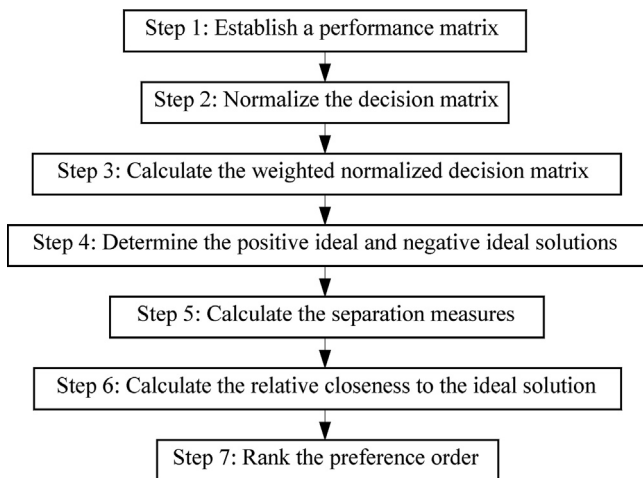 Step 1: Establish a performance matrix
Step 2: Normalize the decision matrix
Step 3: Calculate the weighted normalized decision matrix
Step 4: Determine the positive ideal and negative ideal solutions
Step 5: Calculate the separation measures
Step 6: Calculate the relative closeness to the ideal solution
Step 7: Rank the preference order